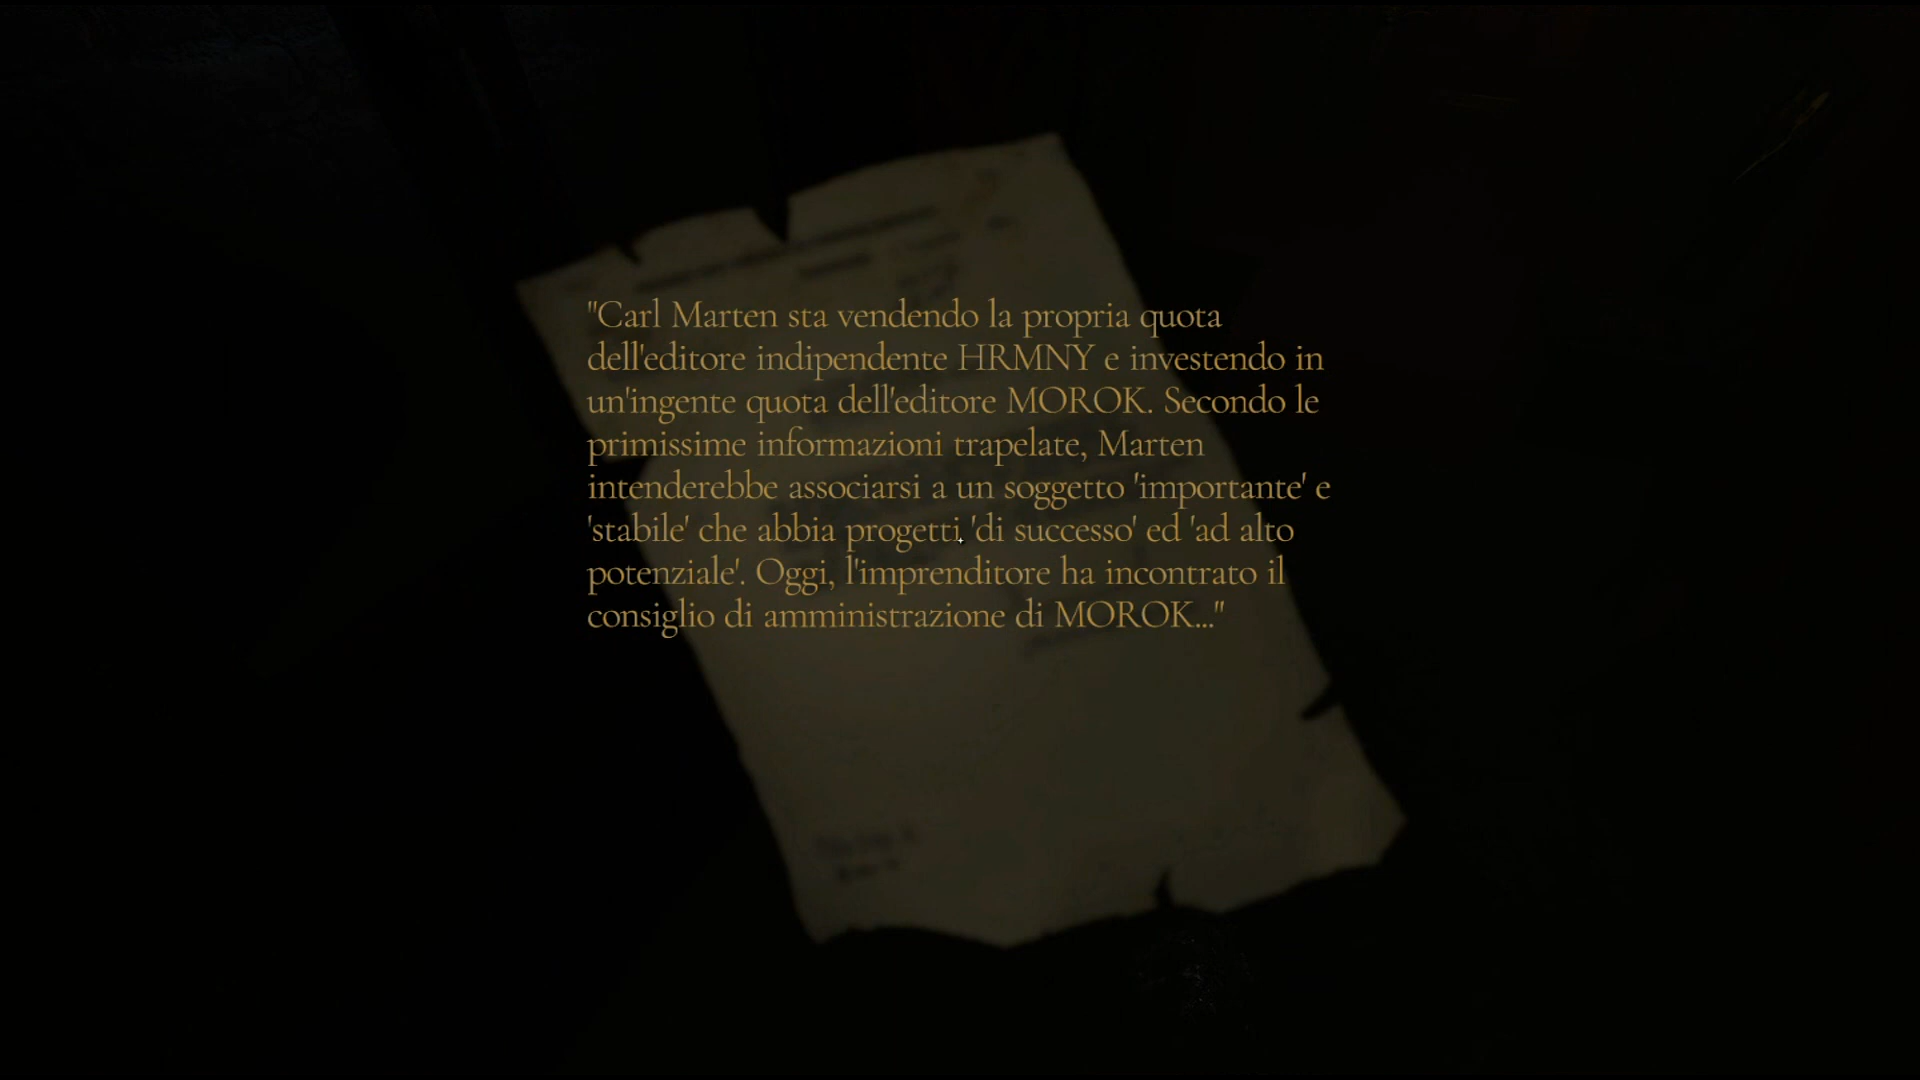 "Carl Marten sta vendendo la propria quota
dell'editore indipendente HRMNY e investendo in
un'ingente quota dell'editore MOROK. Secondo le
primissime informazioni trapelate, Marten
intenderebbe associarsi a un soggetto 'importante' e
'stabile' che abbia progetti 'di successo' ed 'ad alto
potenziale'. Oggi, l'imprenditore ha incontrato il
consiglio di amministrazione di MOROK..."